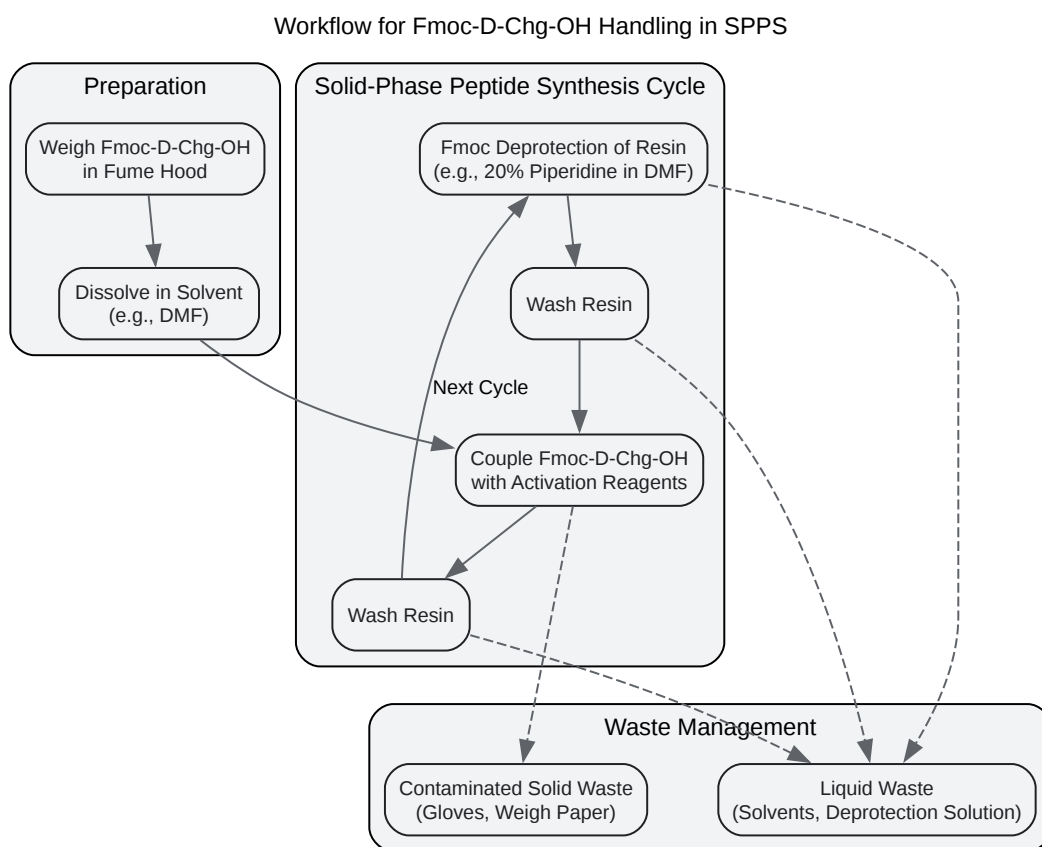 Workflow for Fmoc-D-Chg-OH Handling in SPPS
Preparation
Weigh Fmoc-D-Chg-OH
in Fume Hood
Dissolve in Solvent
(e.g., DMF)
Solid-Phase Peptide Synthesis Cycle
Fmoc Deprotection of Resin
(e.g., 20% Piperidine in DMF)
Wash Resin
Next Cycle
Couple Fmoc-D-Chg-OH
with Activation Reagents
Wash Resin
Waste Management
Contaminated Solid Waste
(Gloves, Weigh Paper)
Liquid Waste
(Solvents, Deprotection Solution)